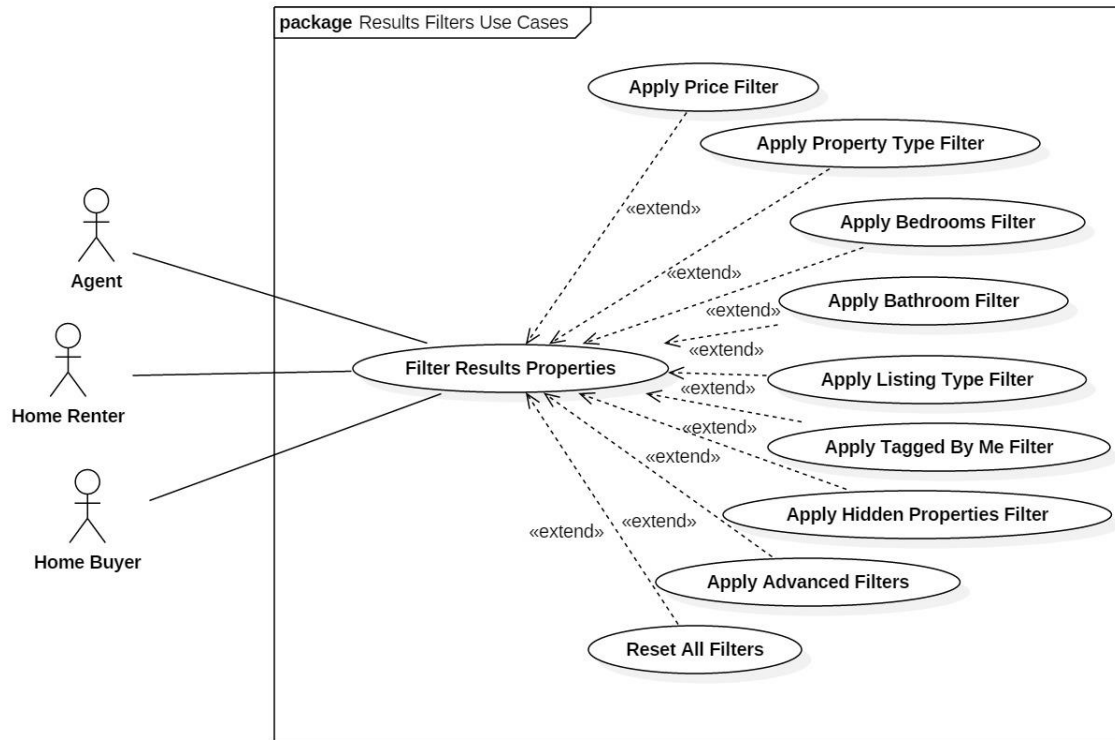 package Results Filters Use Cases
Apply Price Filter
Apply Property Type Filter
«extend»
Apply Bedrooms Filter
Agent
«extend»
Apply Bathroom Filter
«extend»
«extend»
Filter Results Properties
Apply Listing Type Filter
«extend»
Home Renter
«extend»
Apply Tagged By Me Filter
«extend»
Apply Hidden Properties Filter
«extend»
«extend»
Home Buyer
Apply Advanced Filters
Reset All Filters